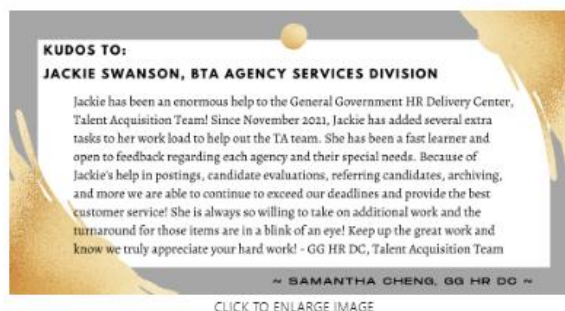 KUDOS TO:
JACKIE SWANSON, BTA AGENCY SERVICES DIVISION
Jackie has been an enormous help to the General Government HR Delivery Center,
Talent Acquisition Team! Since November 2021, Jackie has added several extra
tasks to her work load to help out the TA team. She has been a fast learner and
open to feedback regarding each agency and their special needs. Because of
Jackie's help in postings, candidate evaluations, referring candidates, archiving,
and more we are able to continue to exceed our deadlines and provide the best
customer service! She is always so willing to take on additional work and the
turnaround for those items are in a blink of an eye! Keep up the great work and
know we truly appreciate your hard work! - GG HR DC, Talent Acquisition Team
~ SAMANTHA CHENG, GG HR DC ~
CLICK TO ENLARGE IMAGE